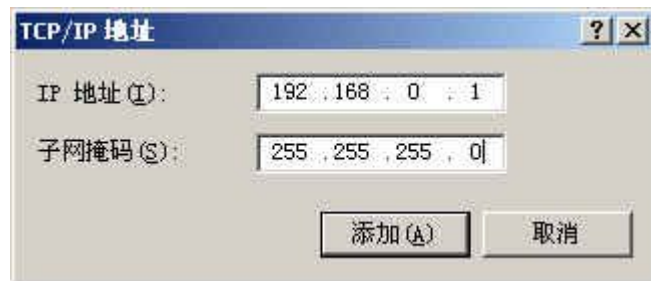 TCP/IP 地址
IP 地址(I): 192 .168 . 0 . 1
子网掩码(S): 255 .255 .255 . 0
添加(A) 取消